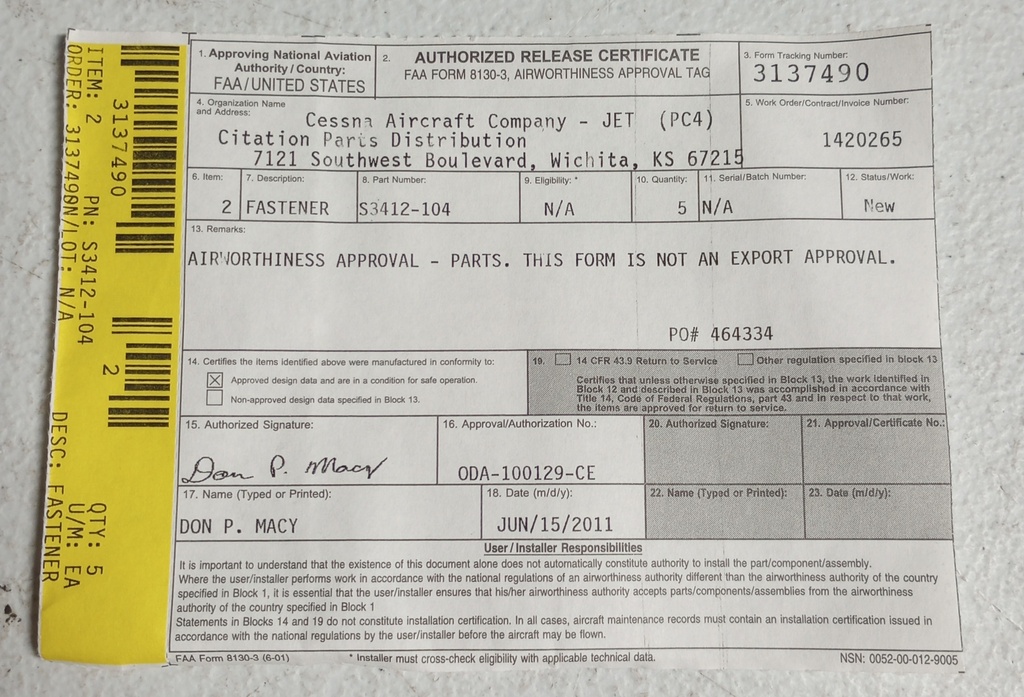 ITEM: 2 PN: S3412-104 QTY: 5
ORDER: 3137490 N/LOT: N/A DESC: FASTENER U/M: EA
3137490
2
1. Approving National Aviation Authority / Country:
FAA/UNITED STATES
2. AUTHORIZED RELEASE CERTIFICATE
FAA FORM 8130-3, AIRWORTHINESS APPROVAL TAG
3. Form Tracking Number:
3137490
4. Organization Name
and Address:
Cessna Aircraft Company - JET (PC4)
Citation Parts Distribution
7121 Southwest Boulevard, Wichita, KS 67215
5. Work Order/Contract/Invoice Number:
1420265
6. Item: 7. Description: 8. Part Number: 9. Eligibility: * 10. Quantity: 11. Serial/Batch Number: 12. Status/Work:
2 FASTENER S3412-104 N/A 5 N/A New
13. Remarks:
AIRWORTHINESS APPROVAL - PARTS. THIS FORM IS NOT AN EXPORT APPROVAL.
PO# 464334
14. Certifies the items identified above were manufactured in conformity to:
Approved design data and are in a condition for safe operation.
Non-approved design data specified in Block 13.
19. 14 CFR 43.9 Return to Service Other regulation specified in block 13
Certifies that unless otherwise specified in Block 13, the work identified in
Block 12 and described in Block 13 was accomplished in accordance with
Title 14, Code of Federal Regulations, part 43 and in respect to that work,
the items are approved for return to service.
15. Authorized Signature:
Don P. Macy
16. Approval/Authorization No.:
ODA-100129-CE
20. Authorized Signature:
21. Approval/Certificate No.:
17. Name (Typed or Printed):
DON P. MACY
18. Date (m/d/y):
JUN/15/2011
22. Name (Typed or Printed):
23. Date (m/d/y):
User/Installer Responsibilities
It is important to understand that the existence of this document alone does not automatically constitute authority to install the part/component/assembly.
Where the user/installer performs work in accordance with the national regulations of an airworthiness authority different than the airworthiness authority of the country
specified in Block 1, it is essential that the user/installer ensures that his/her airworthiness authority accepts parts/components/assemblies from the airworthiness
authority of the country specified in Block 1
Statements in Blocks 14 and 19 do not constitute installation certification. In all cases, aircraft maintenance records must contain an installation certification issued in
accordance with the national regulations by the user/installer before the aircraft may be flown.
FAA Form 8130-3 (6-01) * Installer must cross-check eligibility with applicable technical data. NSN: 0052-00-012-9005